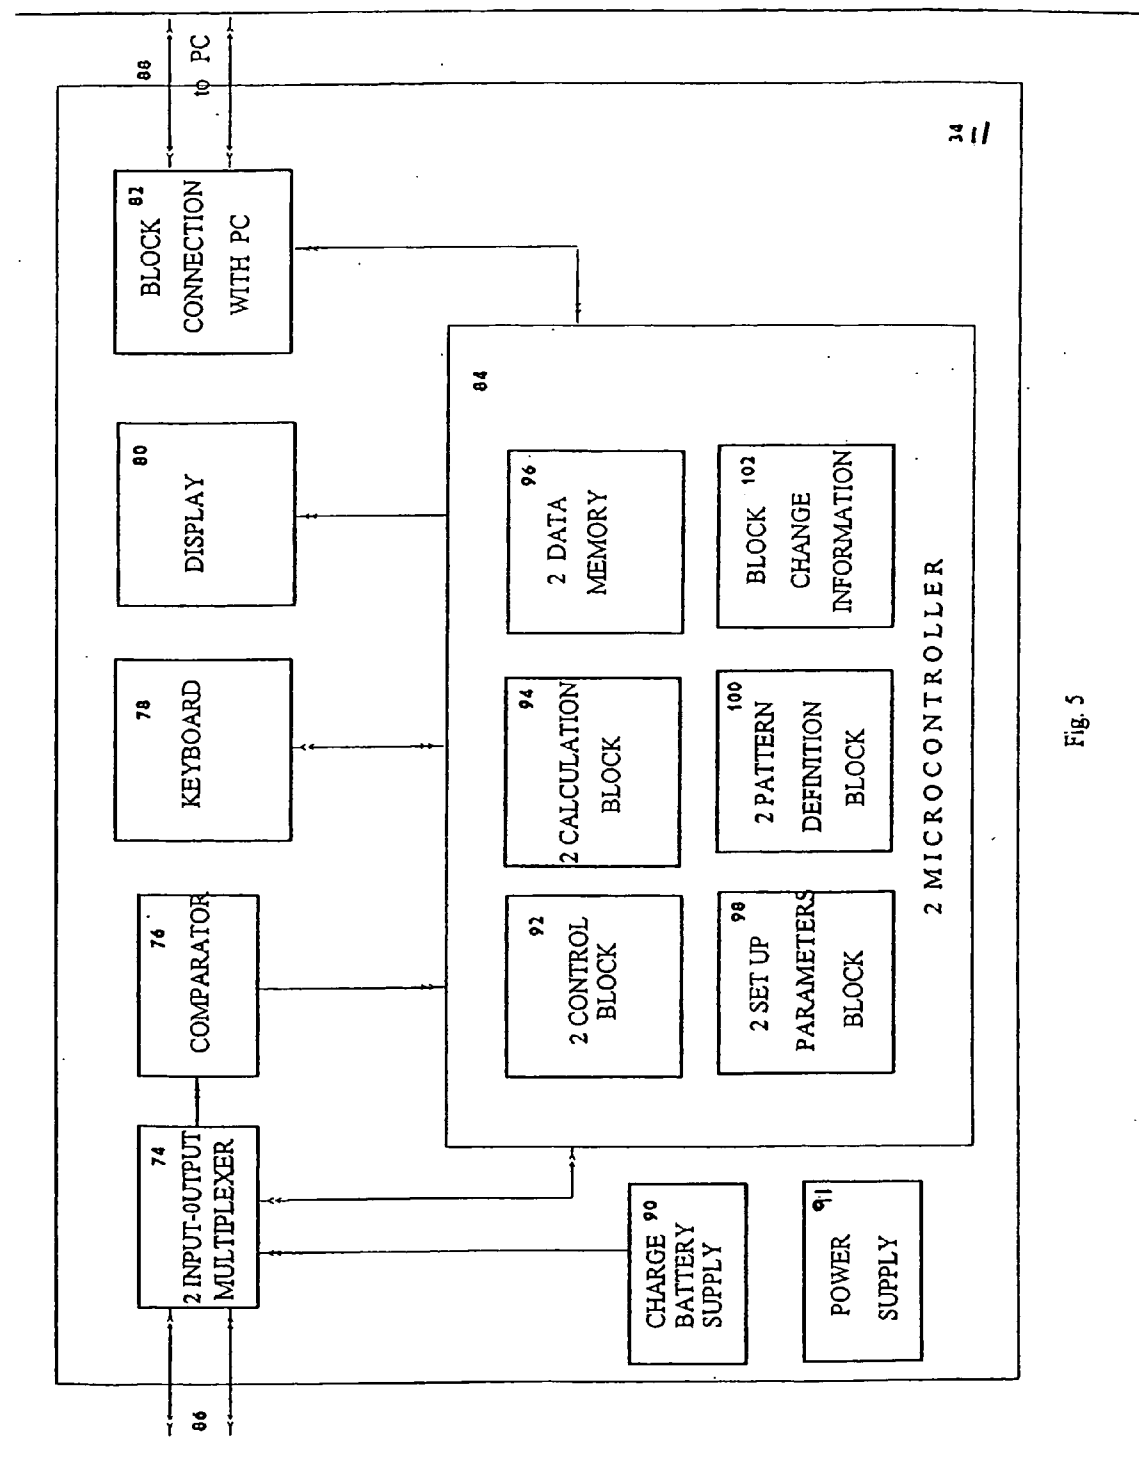 86
74
2 INPUT-OUTPUT
MULTIPLEXER
76
COMPARATOR
78
KEYBOARD
80
DISPLAY
82
BLOCK
CONNECTION
WITH PC
88
to PC
34
84
92
2 CONTROL
BLOCK
94
2 CALCULATION
BLOCK
96
2 DATA
MEMORY
98
2 SET UP
PARAMETERS
BLOCK
100
2 PATTERN
DEFINITION
BLOCK
102
BLOCK
CHANGE
INFORMATION
2 MICROCONTROLLER
90
CHARGE
BATTERY
SUPPLY
91
POWER
SUPPLY
Fig. 5